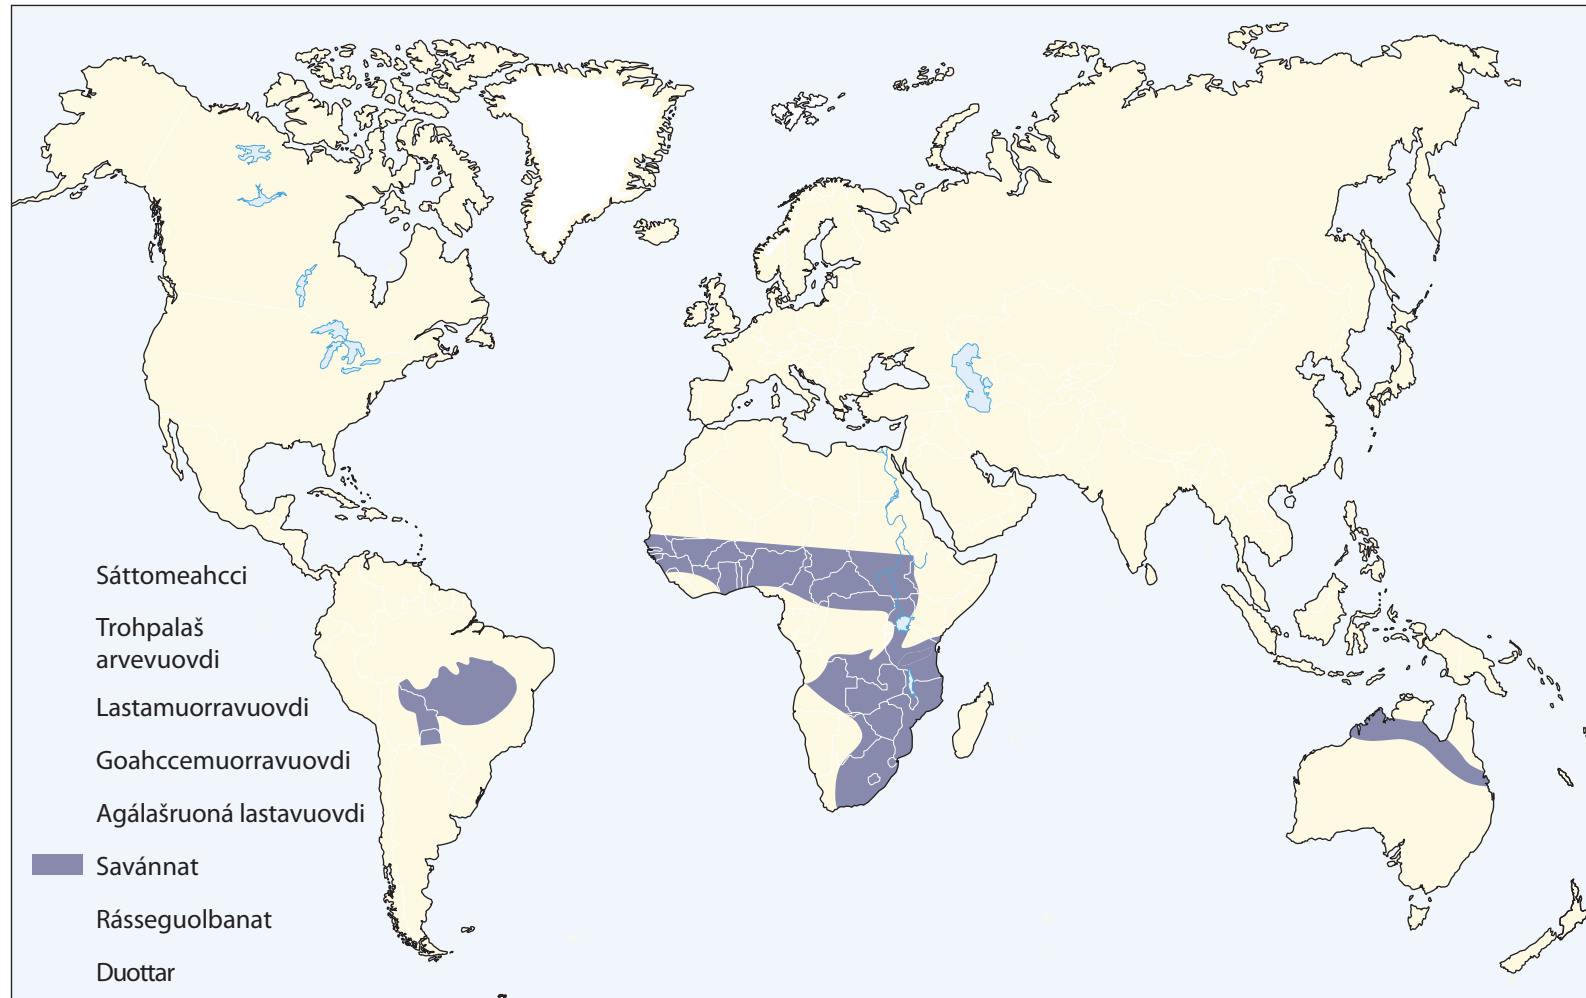 Sáttomeahcci
Trohpalaš
arvevuovdi
Lastamuorravuovdi
Goahccemuorravuovdi
Agálašruoná lastavuovdi
Savánnat
Rásseguolbanat
Duottar